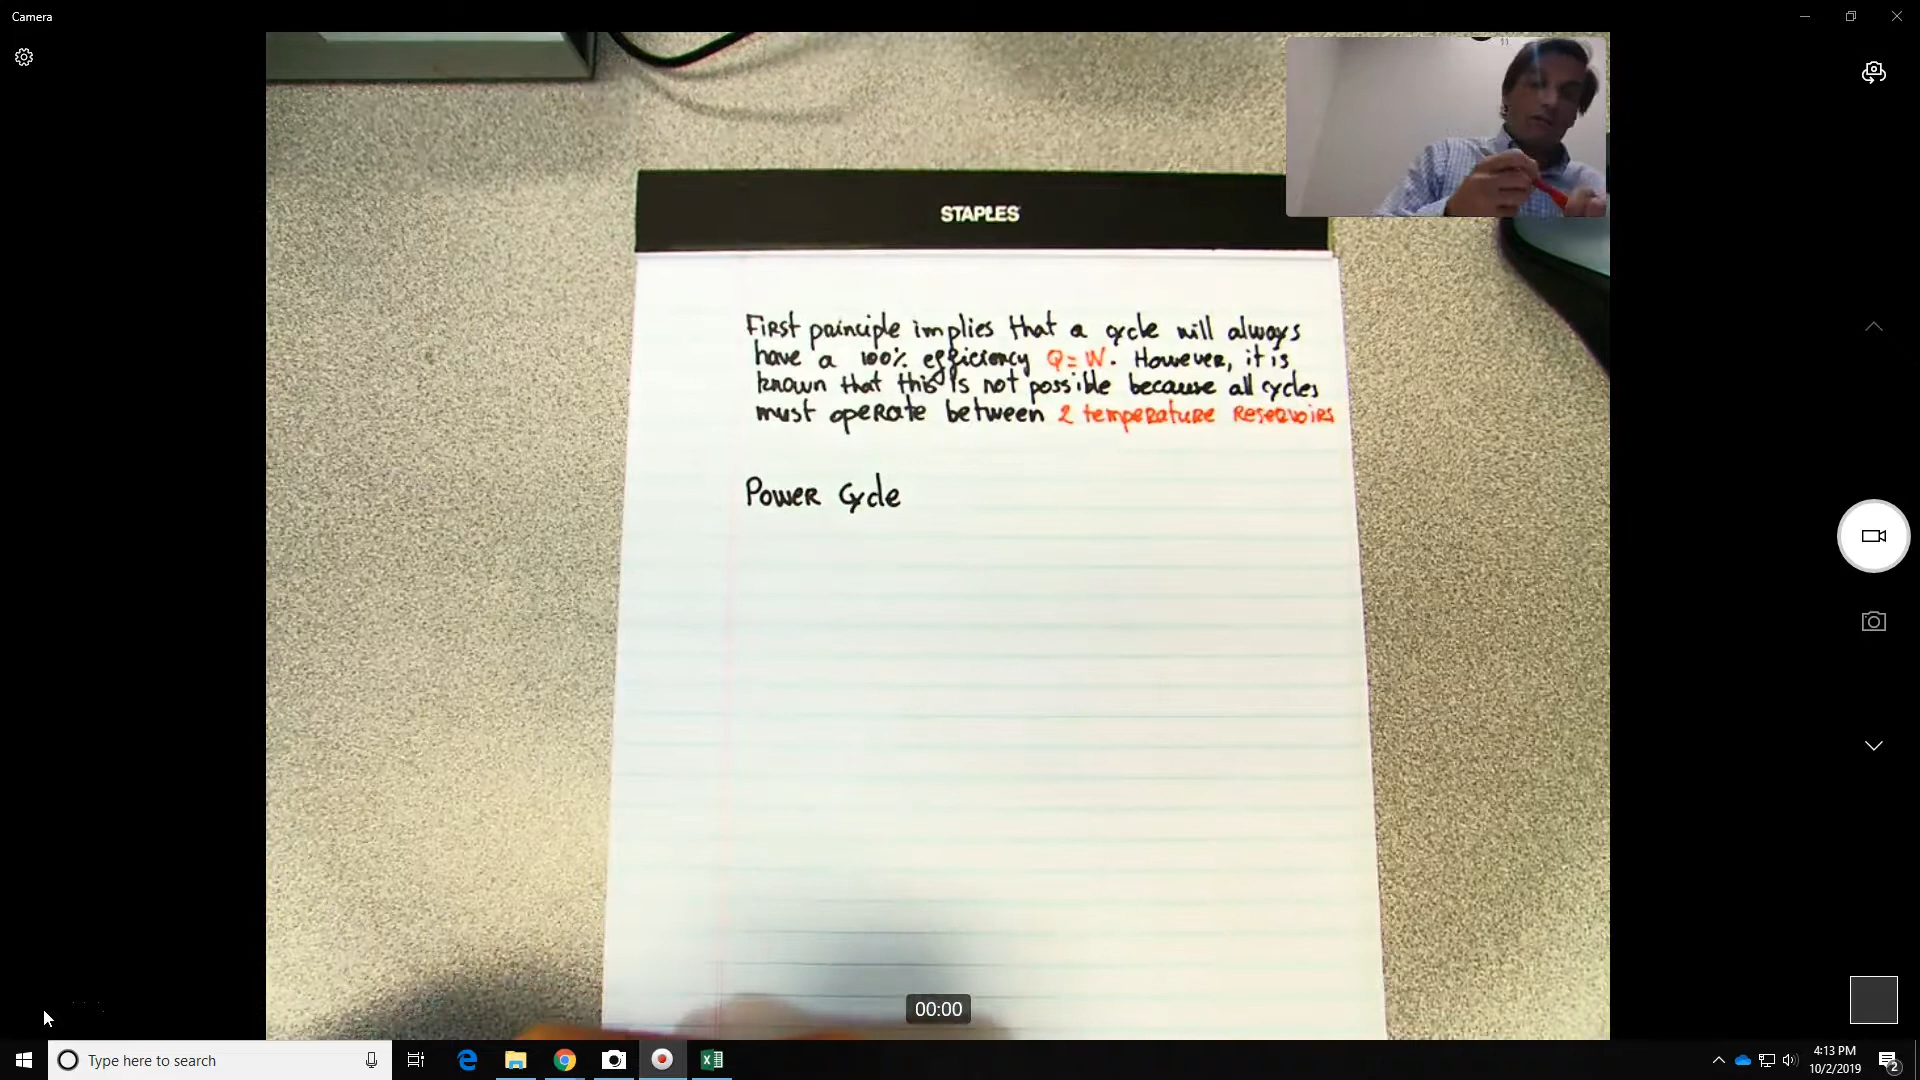 Camera
11
STAPLES
First principle implies that a cycle will always
have a 100% efficiency Q = W. However, it is
known that this is not possible because all cycles
must operate between 2 temperature reservoirs
Power Cycle
00:00
Type here to search
4:13 PM
10/2/2019
2